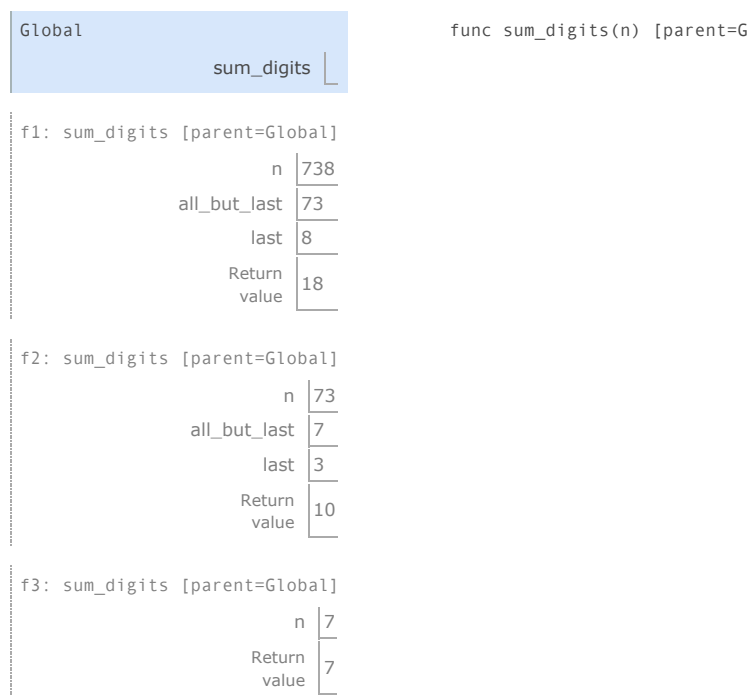 Global
func sum_digits(n) [parent=G
sum_digits
f1: sum_digits [parent=Global]
n 738
all_but_last 73
last 8
Return
value 18
f2: sum_digits [parent=Global]
n 73
all_but_last 7
last 3
Return
value 10
f3: sum_digits [parent=Global]
n 7
Return
value 7